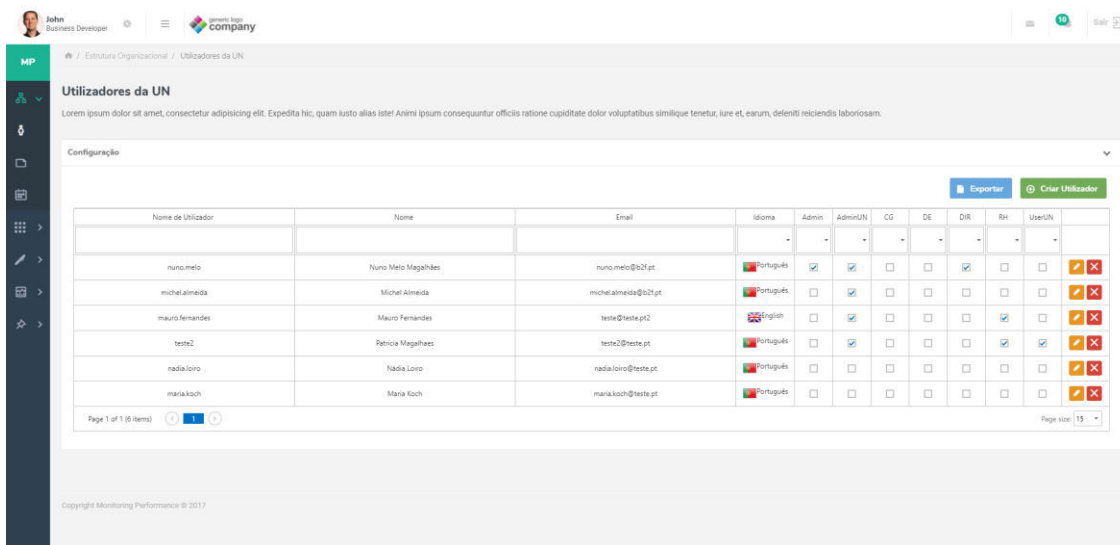 John
Business Developer
generic logo
company
10
Sair
MP
/ Estrutura Organizacional / Utilizadores da UN
Utilizadores da UN
Lorem ipsum dolor sit amet, consectetur adipisicing elit. Expedita hic, quam iusto alias iste! Animi ipsum consequuntur officiis ratione cupiditate dolor voluptatibus similique tenetur, iure et, earum, deleniti reiciendis laboriosam.
Configuração
Exportar Criar Utilizador
Nome de Utilizador Nome Email Idioma Admin AdminUN CG DE DIR RH UserUN
nuno.melo Nuno Melo Magalhães nuno.melo@b2f.pt Português
michel.almeida Michel Almeida michel.almeida@b2f.pt Português
mauro.fernandes Mauro Fernandes teste@teste.pt2 English
teste2 Patricia Magalhaes teste2@teste.pt Português
nadia.loiro Nádia Loiro nadia.loiro@teste.pt Português
maria.koch Maria Koch maria.koch@teste.pt Português
Page 1 of 1 (6 items) 1 Page size: 15
Copyright Monitoring Performance © 2017